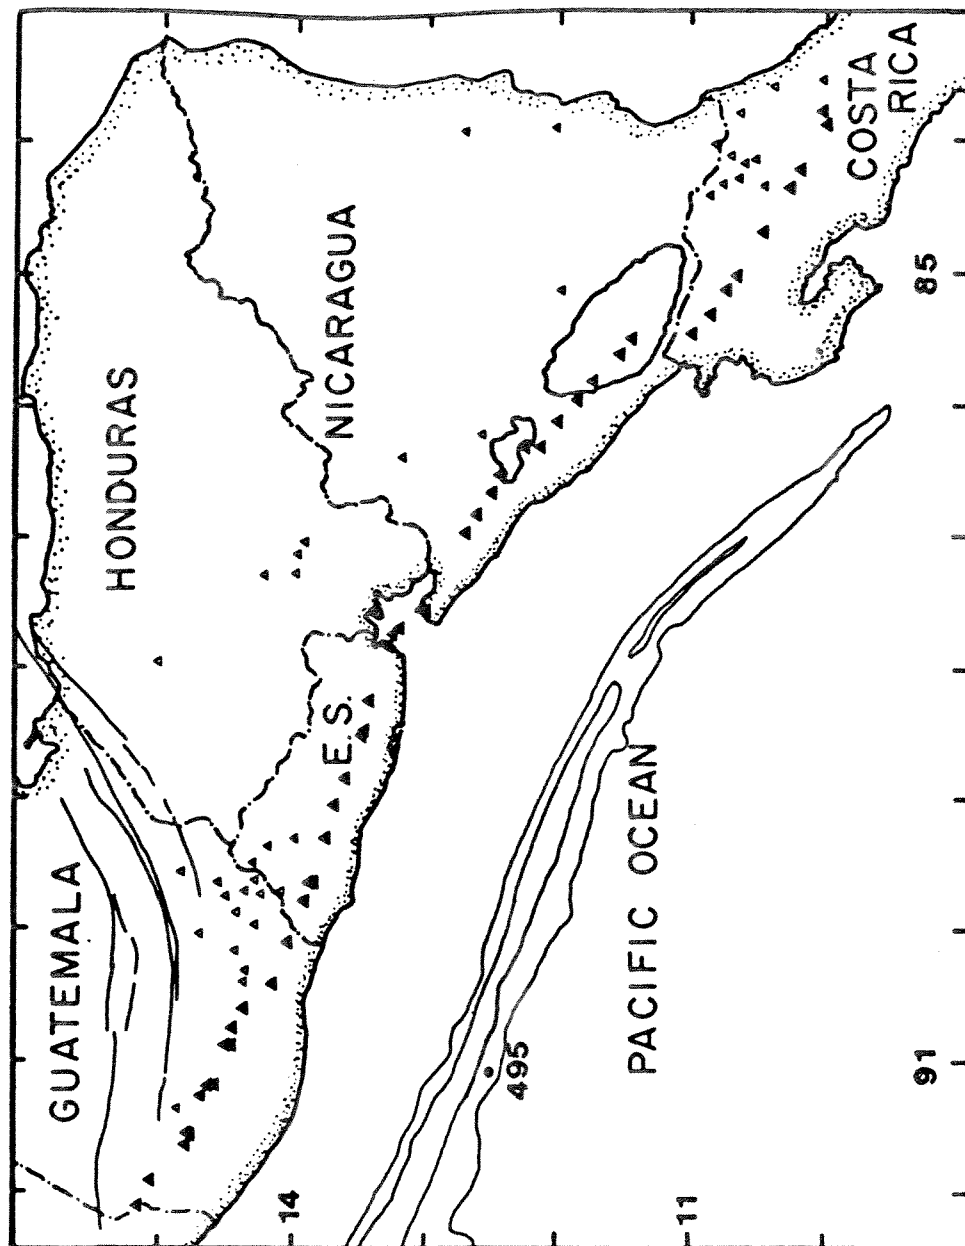 GUATEMALA
HONDURAS
NICARAGUA
E.S.
COSTA
RICA
PACIFIC OCEAN
495
14
11
91
85